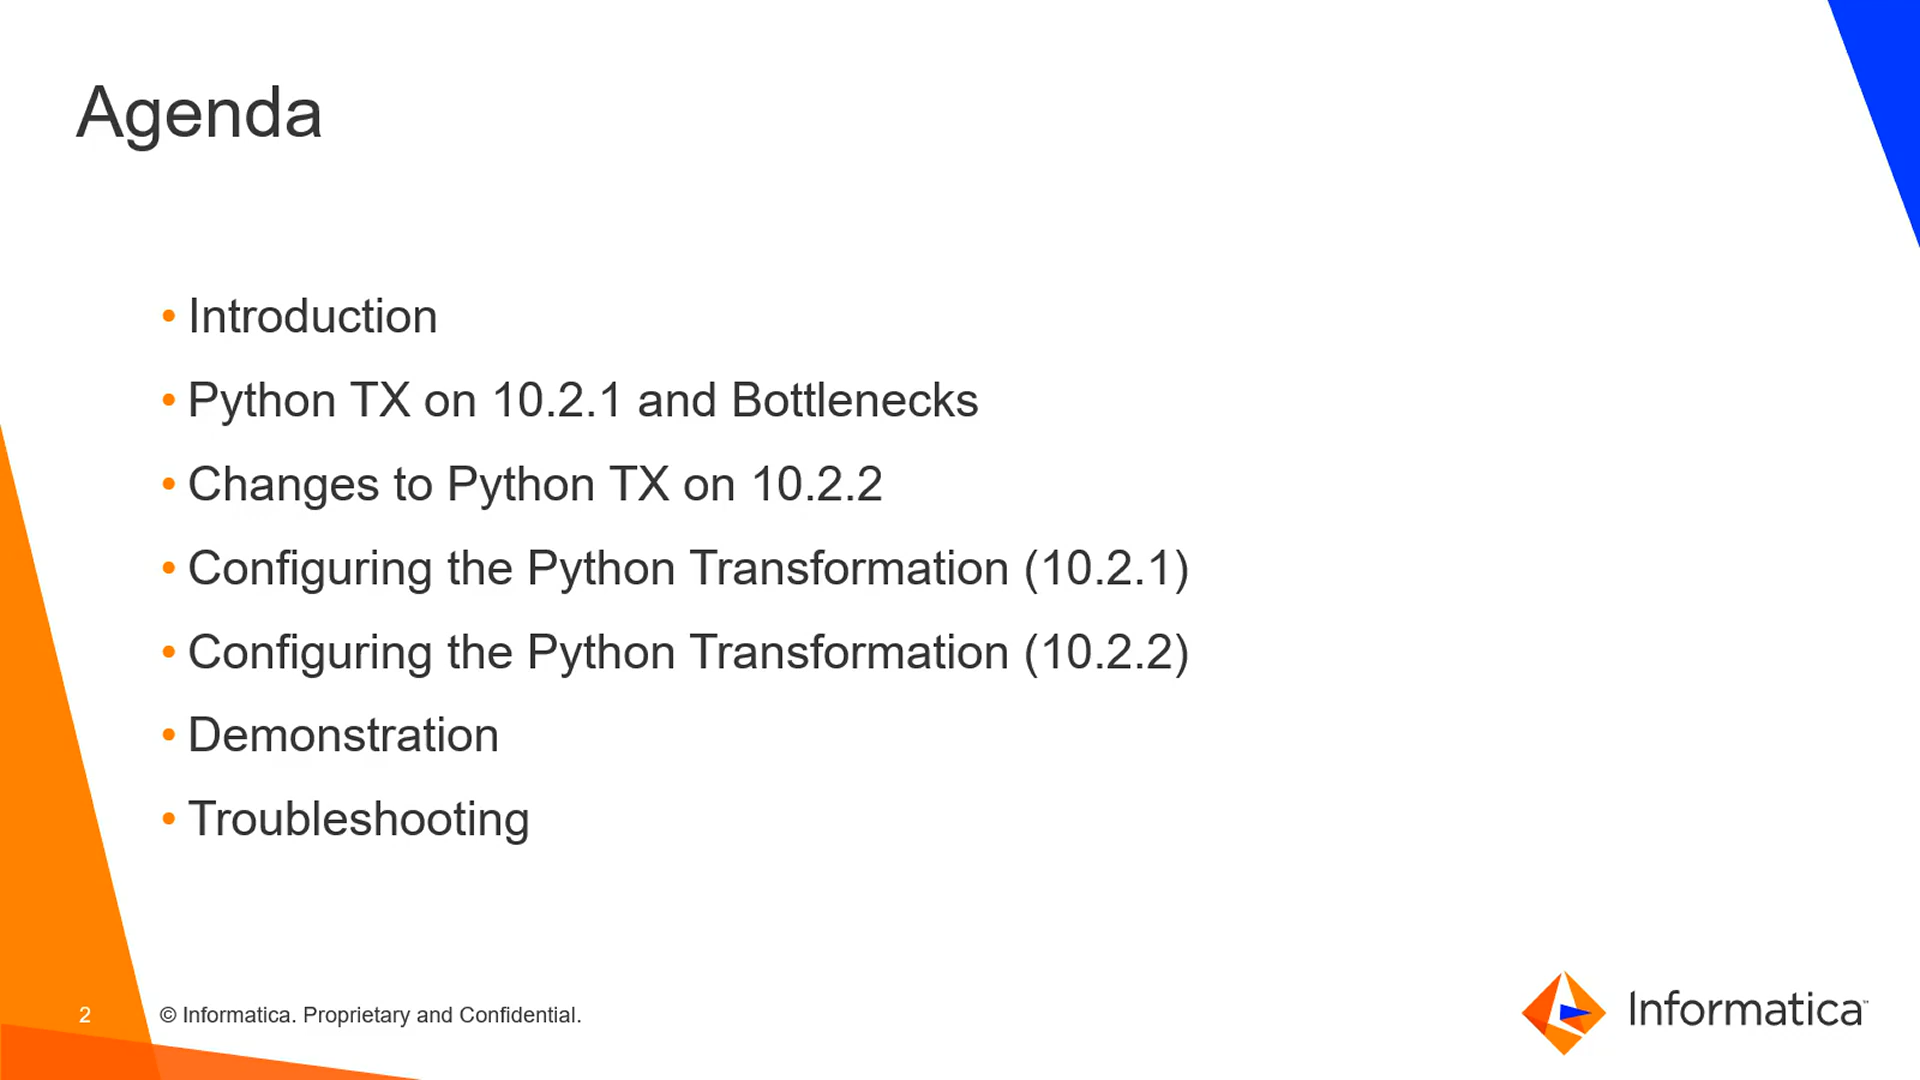 Agenda
• Introduction
• Python TX on 10.2.1 and Bottlenecks
• Changes to Python TX on 10.2.2
• Configuring the Python Transformation (10.2.1)
• Configuring the Python Transformation (10.2.2)
• Demonstration
• Troubleshooting
2 © Informatica. Proprietary and Confidential.
Informatica™